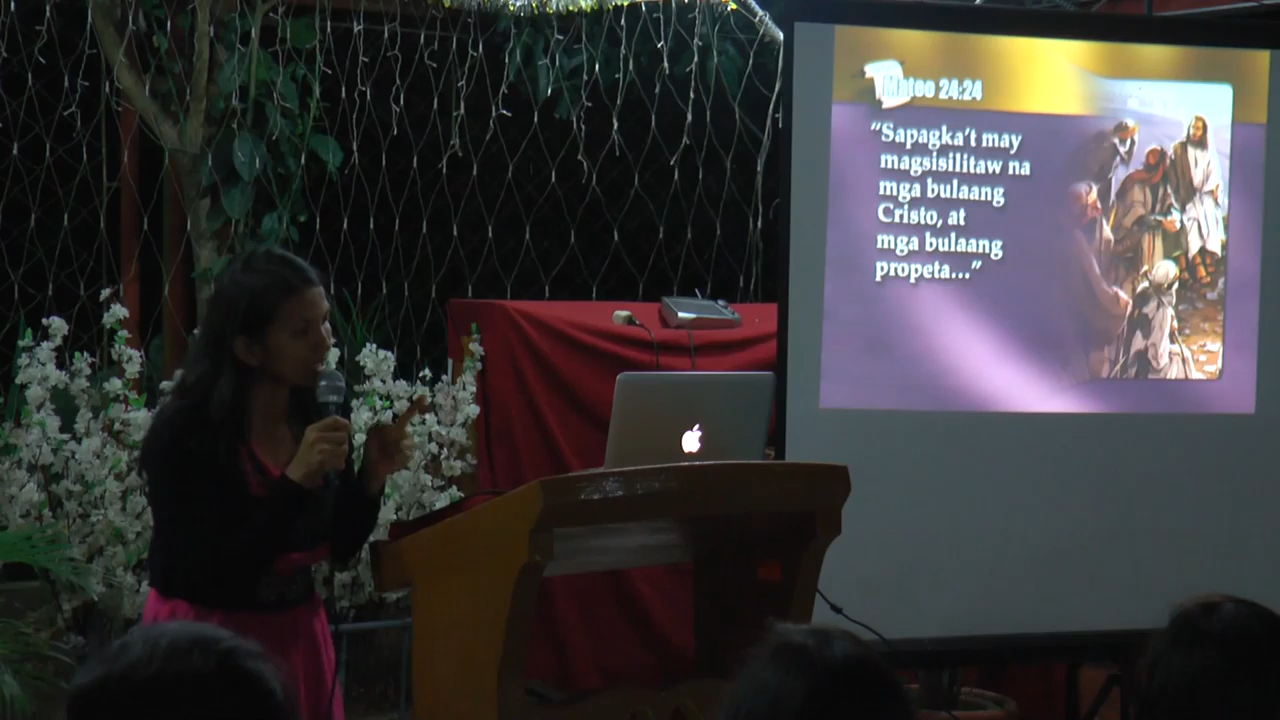 Mateo 24:24
“Sapagka’t may
magsisilitaw na
mga bulaang
Cristo, at
mga bulaang
propeta...”